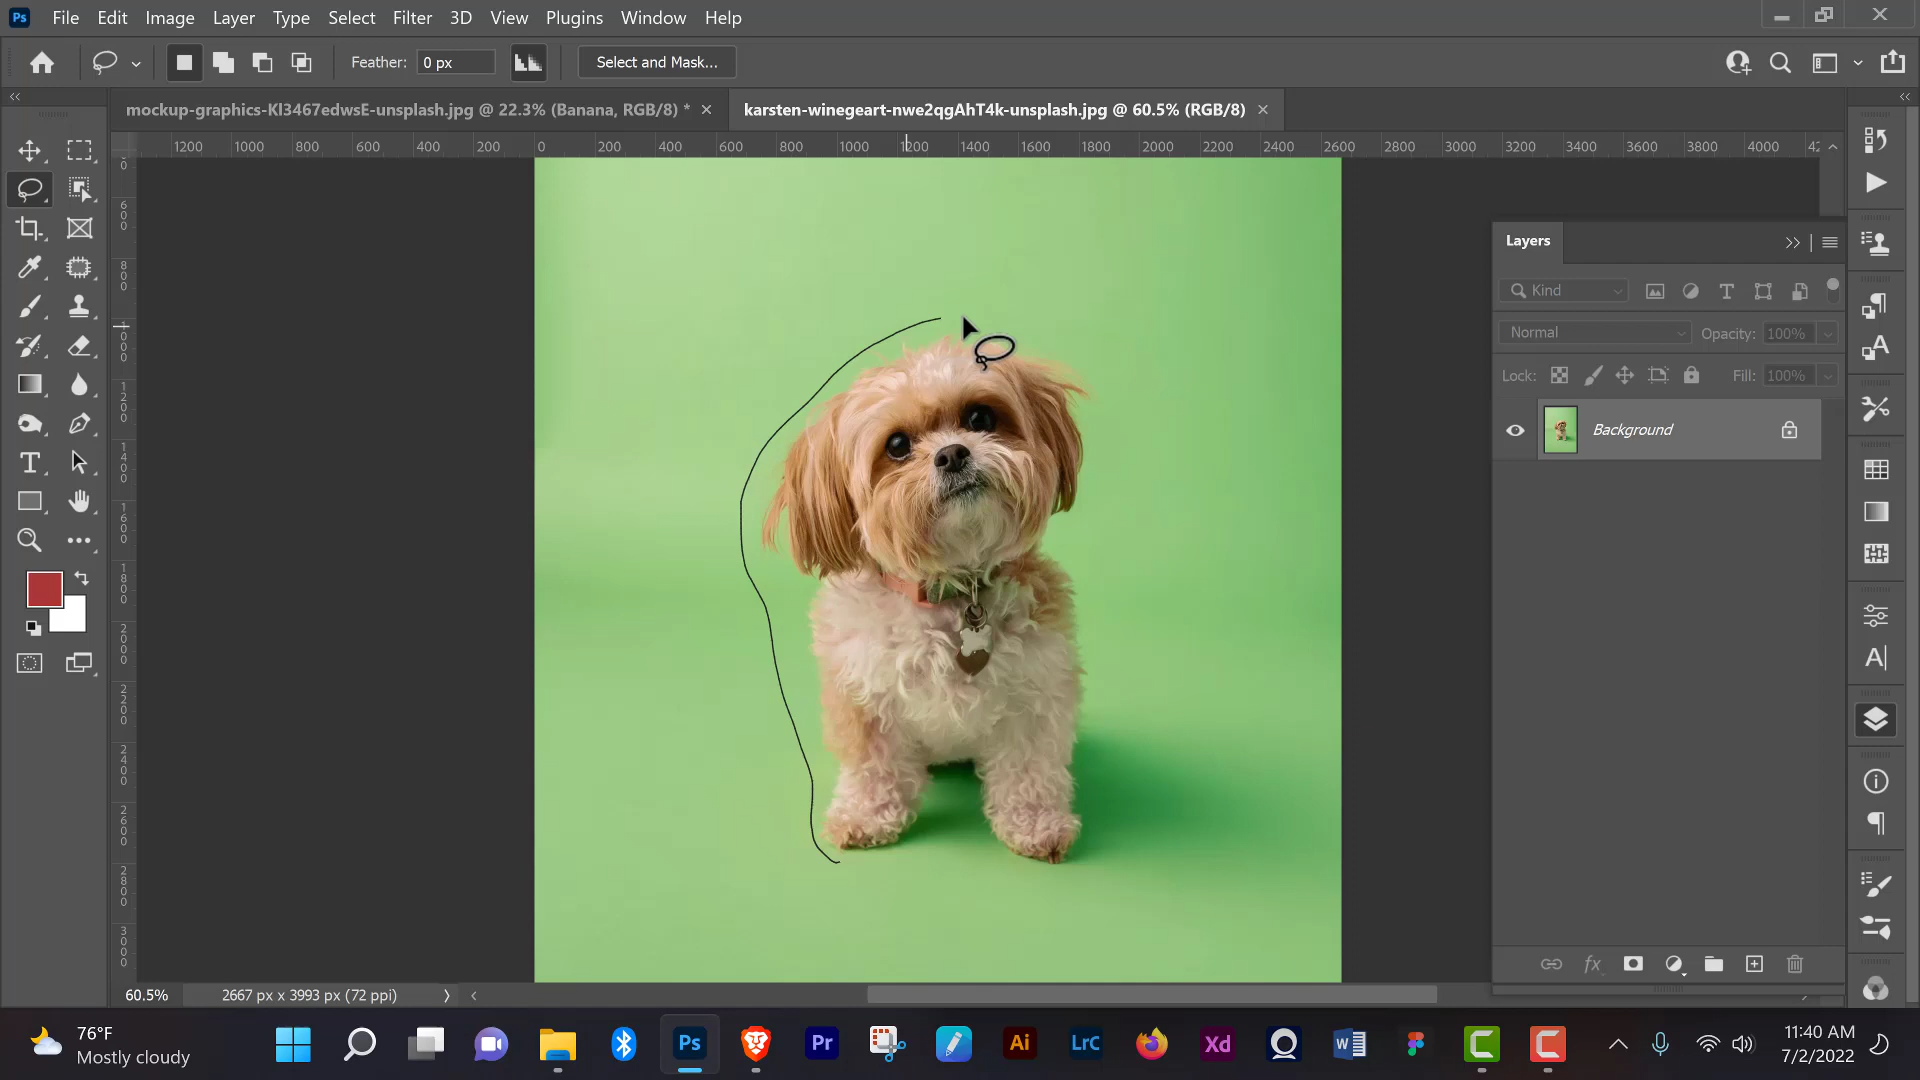 Ps File Edit Image Layer Type Select Filter 3D View Plugins Window Help
Feather: 0 px Select and Mask...
mockup-graphics-Kl3467edwsE-unsplash.jpg @ 22.3% (Banana, RGB/8) * karsten-winegeart-nwe2qgAhT4k-unsplash.jpg @ 60.5% (RGB/8)
1200 1000 800 600 400 200 0 200 400 600 800 1000 1200 1400 1600 1800 2000 2200 2400 2600 2800 3000 3200 3400 3600 3800 4000
600
800
1000
1200
1400
1600
1800
2000
2200
2400
2600
2800
Layers
Kind
Normal Opacity: 100%
Lock: Fill: 100%
Background
60.5% 2667 px x 3993 px (72 ppi)
76°F
Mostly cloudy
Ps Pr Ai LrC Xd W C C
11:40 AM
7/2/2022